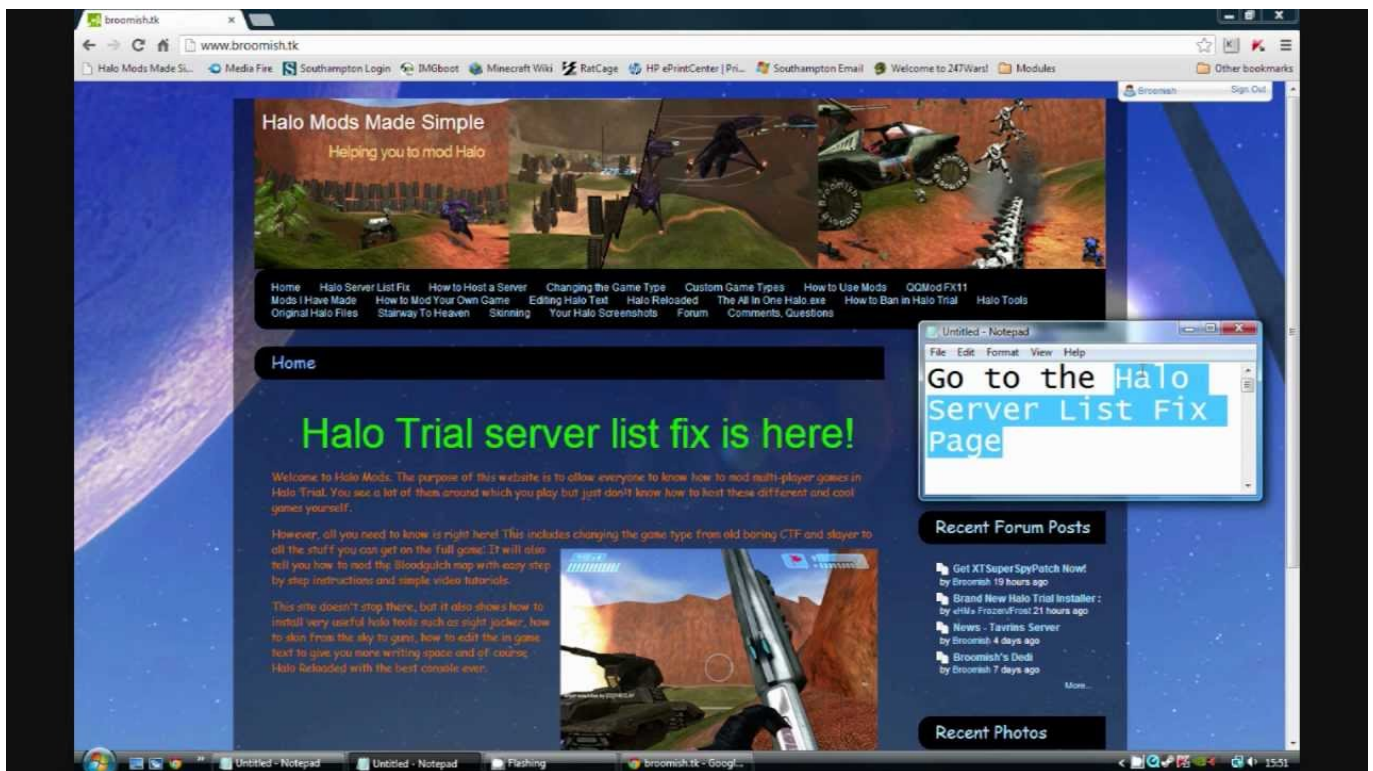 broomish.tk
www.broomish.tk
Halo Mods Made Si... Media Fire Southampton Login IMGboot Minecraft Wiki RatCage HP ePrintCenter | Pri... Southampton Email Welcome to 247Wars! Modules Other bookmarks
Broomish Sign Out
Halo Mods Made Simple
Helping you to mod Halo
Home Halo Server List Fix How to Host a Server Changing the Game Type Custom Game Types How to Use Mods QQMod FX11
Mods I Have Made How to Mod Your Own Game Editing Halo Text Halo Reloaded The All In One Halo.exe How to Ban in Halo Trial Halo Tools
Original Halo Files Stairway To Heaven Skinning Your Halo Screenshots Forum Comments, Questions
Home
Halo Trial server list fix is here!
Welcome to Halo Mods. The purpose of this website is to allow everyone to know how to mod multi-player games in
Halo Trial. You see a lot of them around which you play but just don't know how to host these different and cool
games yourself.
However, all you need to know is right here! This includes changing the game type from old boring CTF and slayer to
all the stuff you can get on the full game. It will also
tell you how to mod the Bloodgulch map with easy step
by step instructions and simple video tutorials.
This site doesn't stop there, but it also shows how to
install very useful halo tools such as sight jacker, how
to skin from the sky to guns, how to edit the in game
text to give you more writing space and of course,
Halo Reloaded with the best console ever.
Untitled - Notepad
File Edit Format View Help
Go to the Halo
Server List Fix
Page
Recent Forum Posts
Get XTSuperSpyPatch Now!
by Broomish 19 hours ago
Brand New Halo Trial Installer :
by «HM» Frozen/Frost 21 hours ago
News - Tavrins Server
by Broomish 4 days ago
Broomish's Dedi
by Broomish 7 days ago
More...
Recent Photos
Untitled - Notepad Untitled - Notepad Flashing broomish.tk - Googl... 15:51